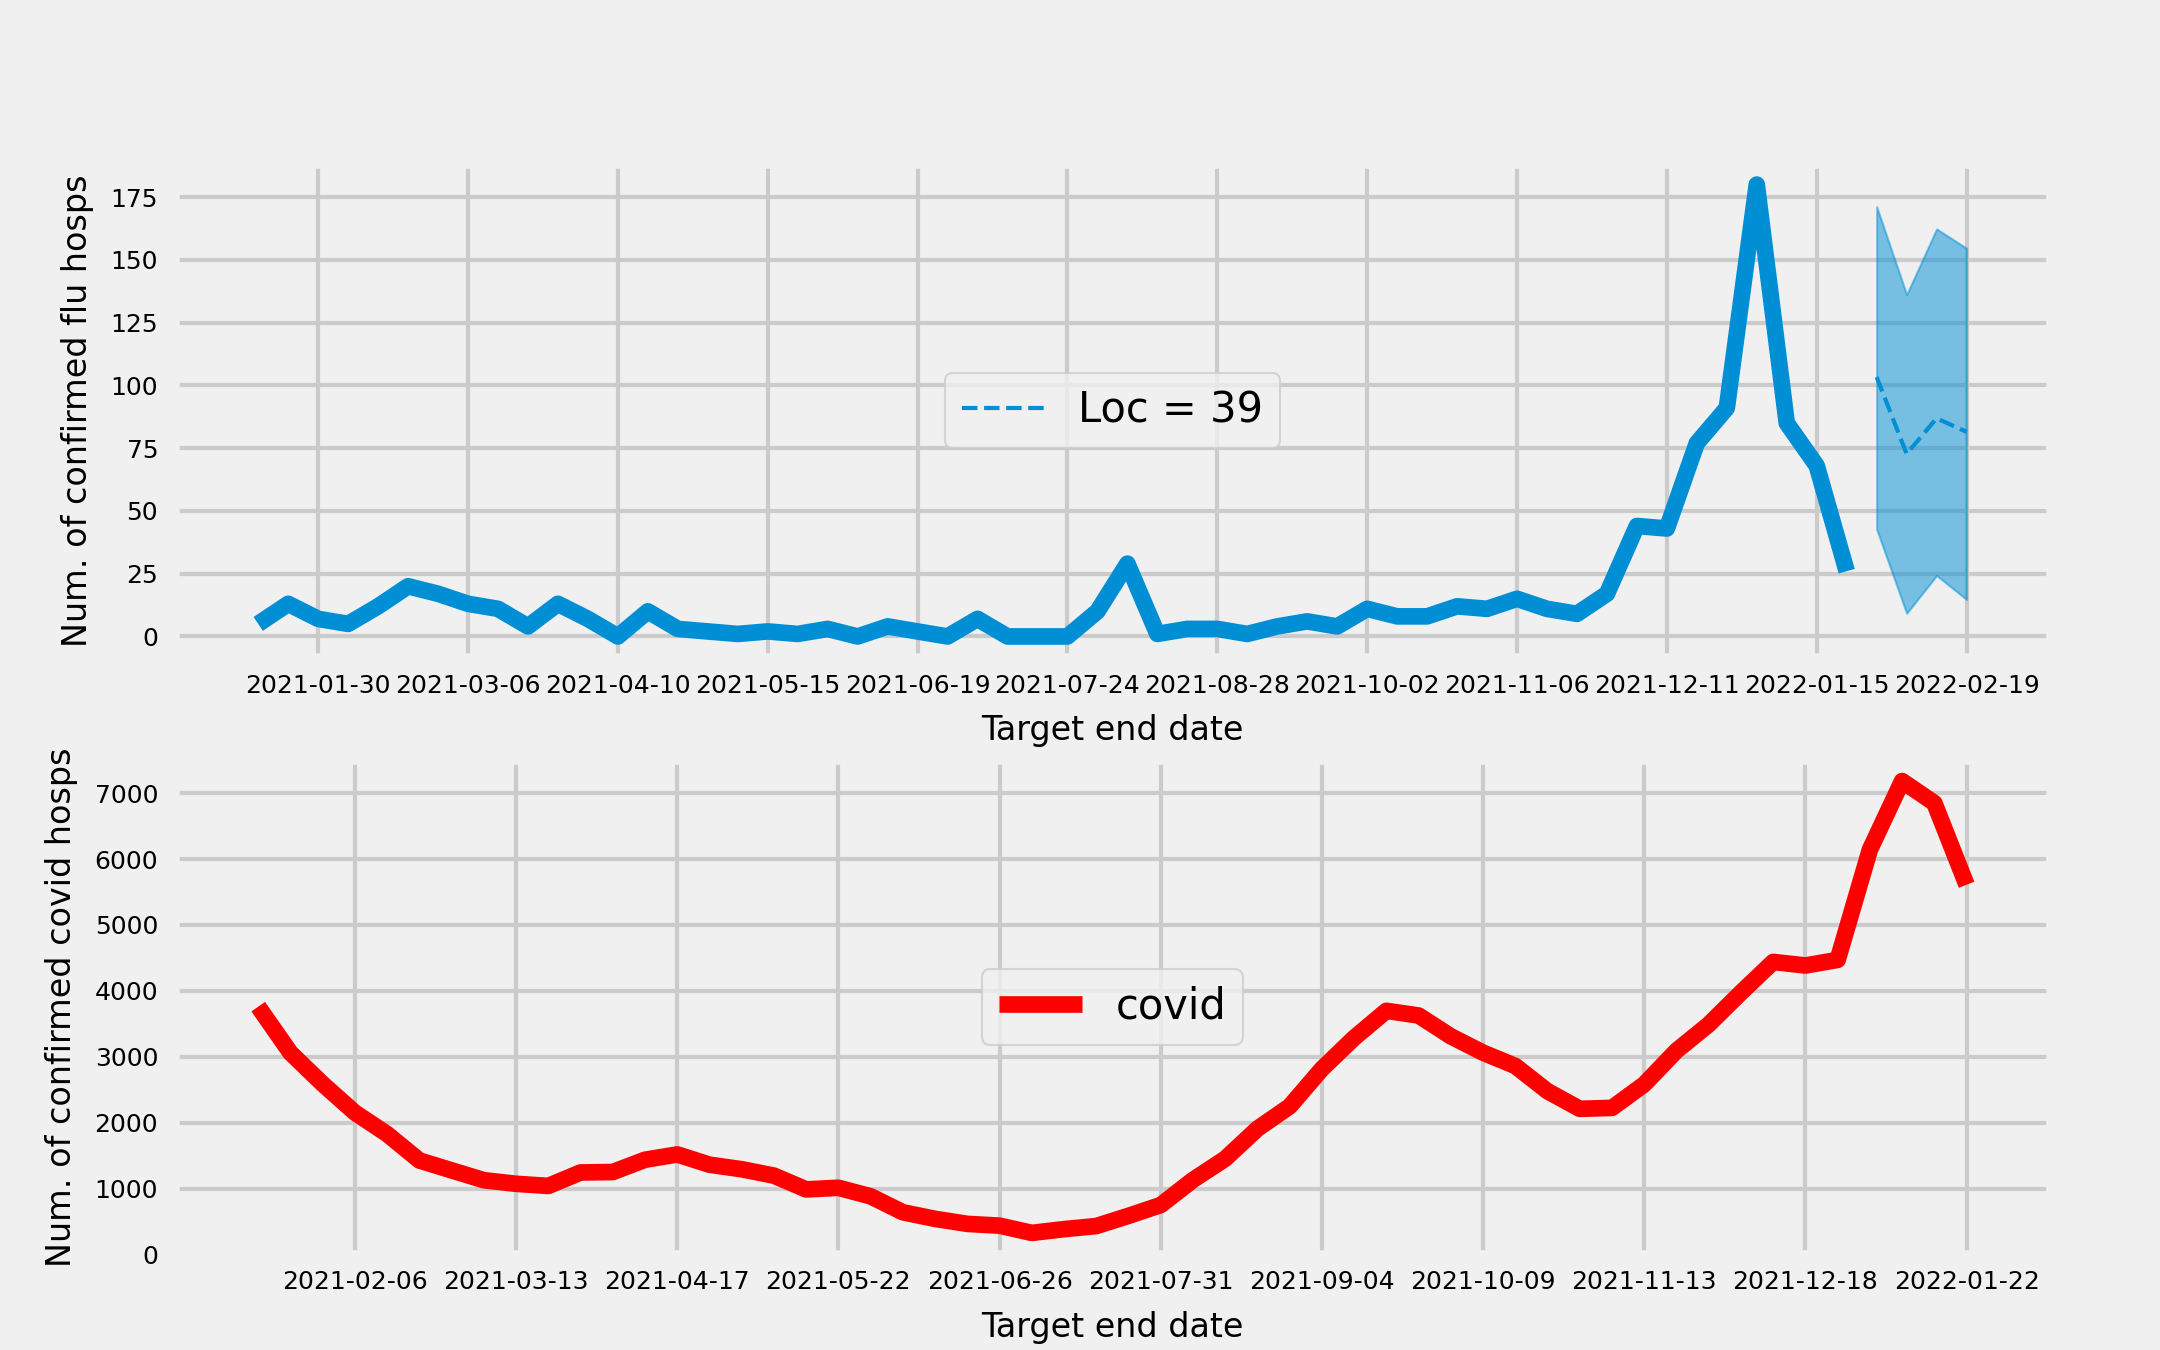 Num. of confirmed flu hosps
175
150
125
100
75
50
25
0
Loc = 39
2021-01-30 2021-03-06 2021-04-10 2021-05-15 2021-06-19 2021-07-24 2021-08-28 2021-10-02 2021-11-06 2021-12-11 2022-01-15 2022-02-19
Target end date
Num. of confirmed covid hosps
7000
6000
5000
4000
3000
2000
1000
0
covid
2021-02-06 2021-03-13 2021-04-17 2021-05-22 2021-06-26 2021-07-31 2021-09-04 2021-10-09 2021-11-13 2021-12-18 2022-01-22
Target end date